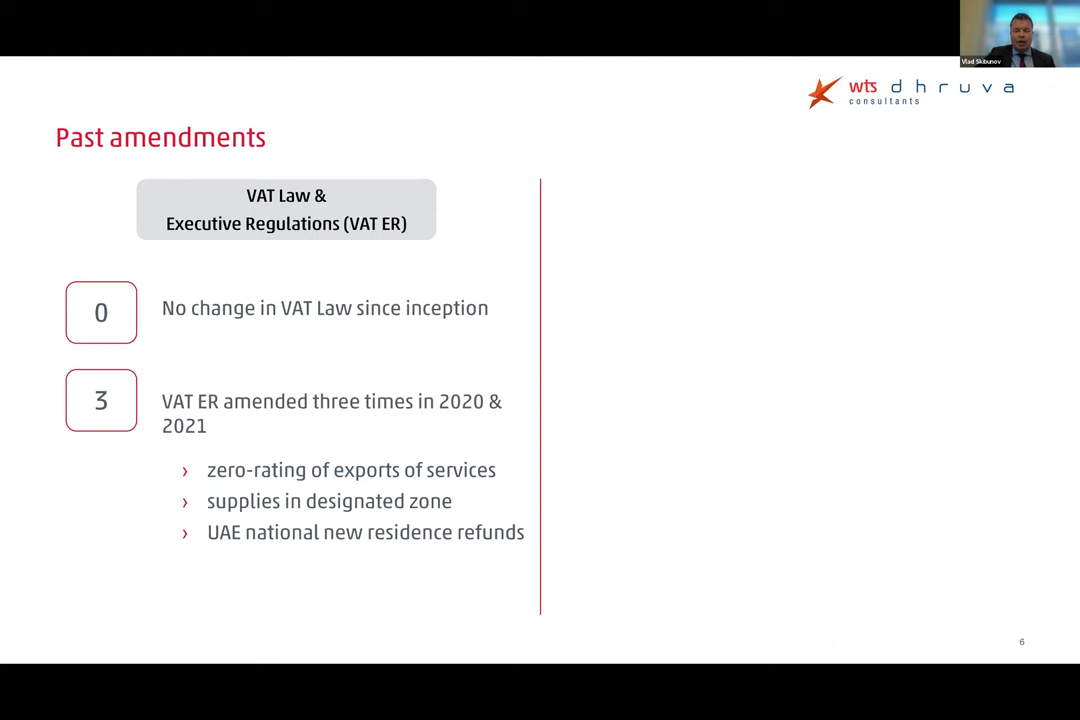 Vlad Skibunov
wts dhruva
consultants
Past amendments
VAT Law &
Executive Regulations (VAT ER)
0
No change in VAT Law since inception
3
VAT ER amended three times in 2020 &
2021
› zero-rating of exports of services
› supplies in designated zone
› UAE national new residence refunds
6